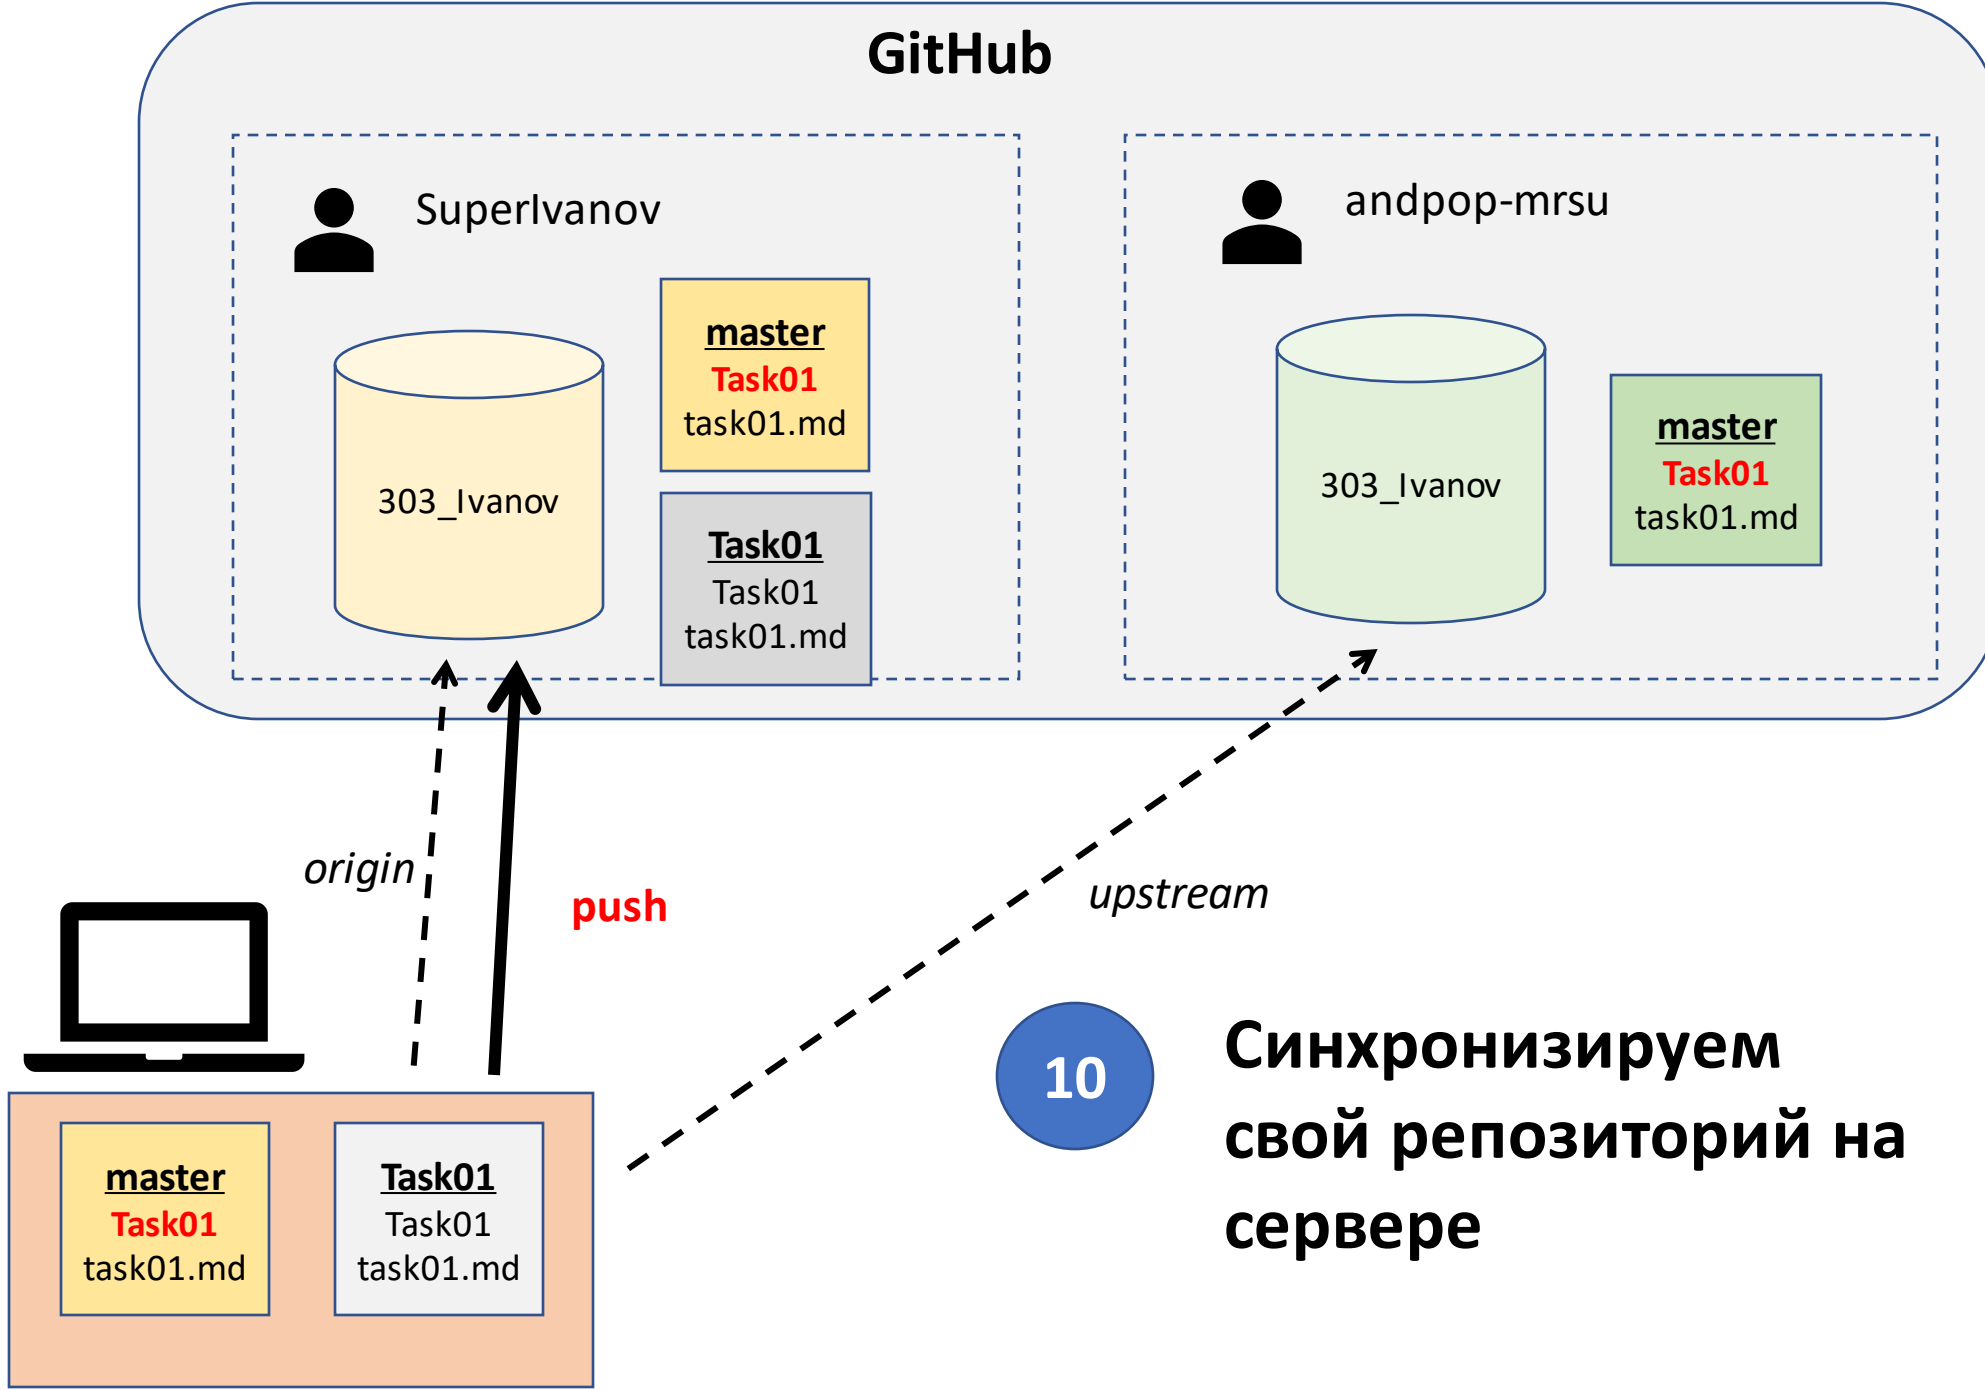 GitHub
SuperIvanov
303_Ivanov
master
Task01
task01.md
Task01
Task01
task01.md
andpop-mrsu
303_Ivanov
master
Task01
task01.md
origin
push
upstream
master
Task01
task01.md
Task01
Task01
task01.md
10
Синхронизируем
свой репозиторий на
сервере